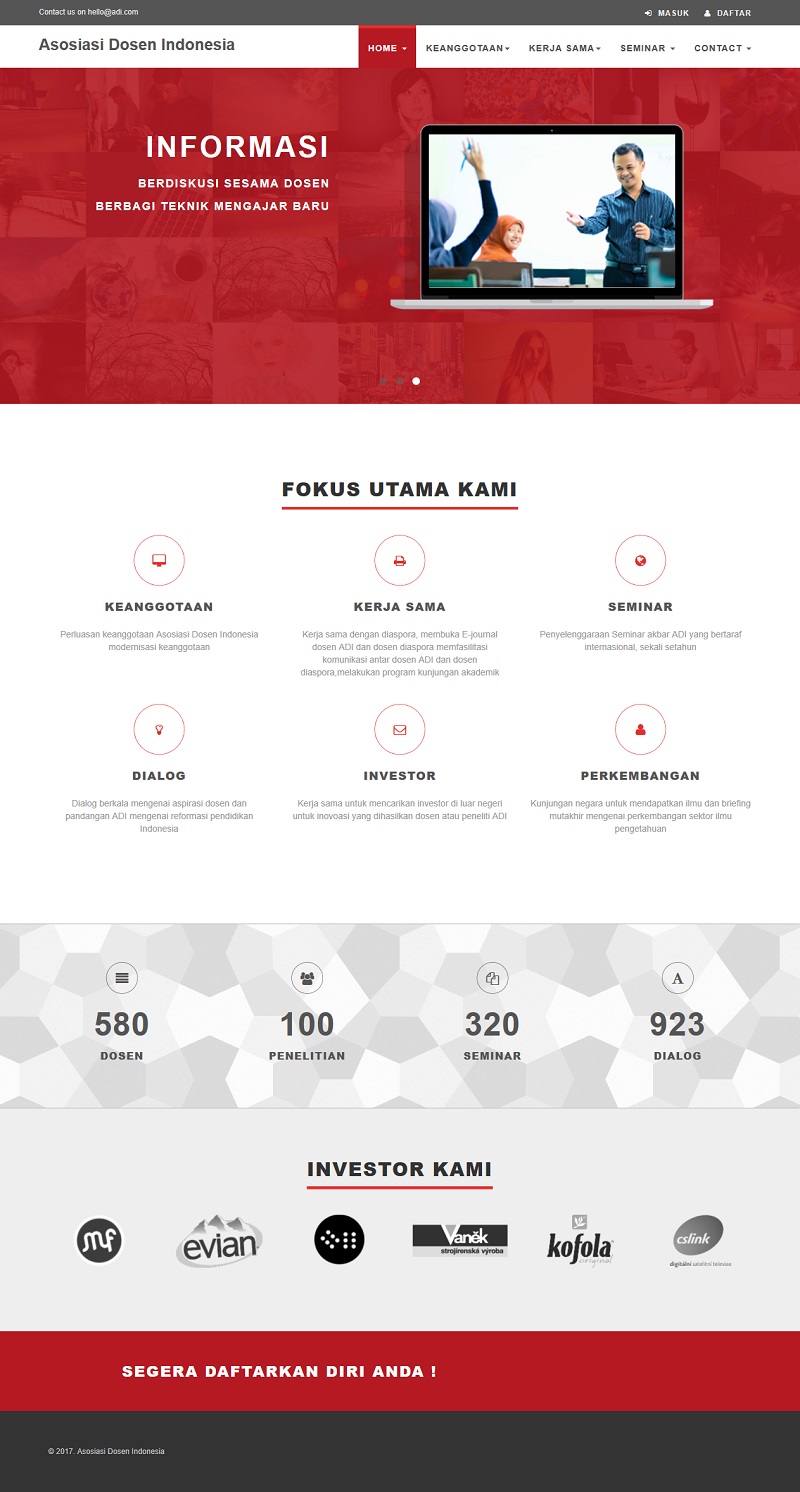 Contact us on hello@adi.com
MASUK
DAFTAR
Asosiasi Dosen Indonesia
HOME
KEANGGOTAAN
KERJA SAMA
SEMINAR
CONTACT
INFORMASI
BERDISKUSI SESAMA DOSEN
BERBAGI TEKNIK MENGAJAR BARU
FOKUS UTAMA KAMI
KEANGGOTAAN
Perluasan keanggotaan Asosiasi Dosen Indonesia
modernisasi keanggotaan
KERJA SAMA
Kerja sama dengan diaspora, membuka E-journal
dosen ADI dan dosen diaspora memfasilitasi
komunikasi antar dosen ADI dan dosen
diaspora,melakukan program kunjungan akademik
SEMINAR
Penyelenggaraan Seminar akbar ADI yang bertaraf
internasional, sekali setahun
DIALOG
Dialog berkala mengenai aspirasi dosen dan
pandangan ADI mengenai reformasi pendidikan
Indonesia
INVESTOR
Kerja sama untuk mencarikan investor di luar negeri
untuk inovoasi yang dihasilkan dosen atau peneliti ADI
PERKEMBANGAN
Kunjungan negara untuk mendapatkan ilmu dan briefing
mutakhir mengenai perkembangan sektor ilmu
pengetahuan
580
DOSEN
100
PENELITIAN
320
SEMINAR
A
923
DIALOG
INVESTOR KAMI
mf
evian
Vaněk
strojírenská výroba
kofola
original
cslink
digitální satelitní televize
SEGERA DAFTARKAN DIRI ANDA !
© 2017. Asosiasi Dosen Indonesia